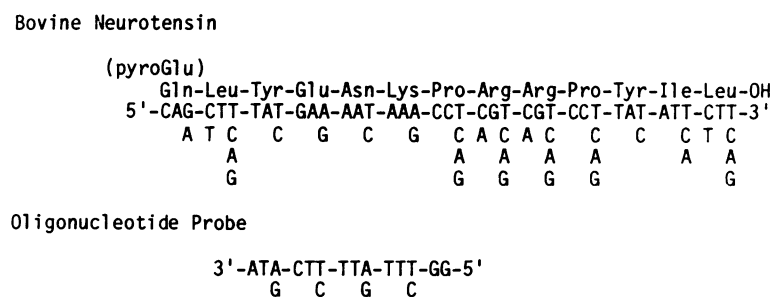 Bovine Neurotensin
(pyroGlu)
Gln-Leu-Tyr-Glu-Asn-Lys-Pro-Arg-Arg-Pro-Tyr-Ile-Leu-OH
5'-CAG-CTT-TAT-GAA-AAT-AAA-CCT-CGT-CGT-CCT-TAT-ATT-CTT-3'
A T C C G C G C A C A C C C C T C
A A A A A A A
G G G G G G
Oligonucleotide Probe
3'-ATA-CTT-TTA-TTT-GG-5'
G C G C